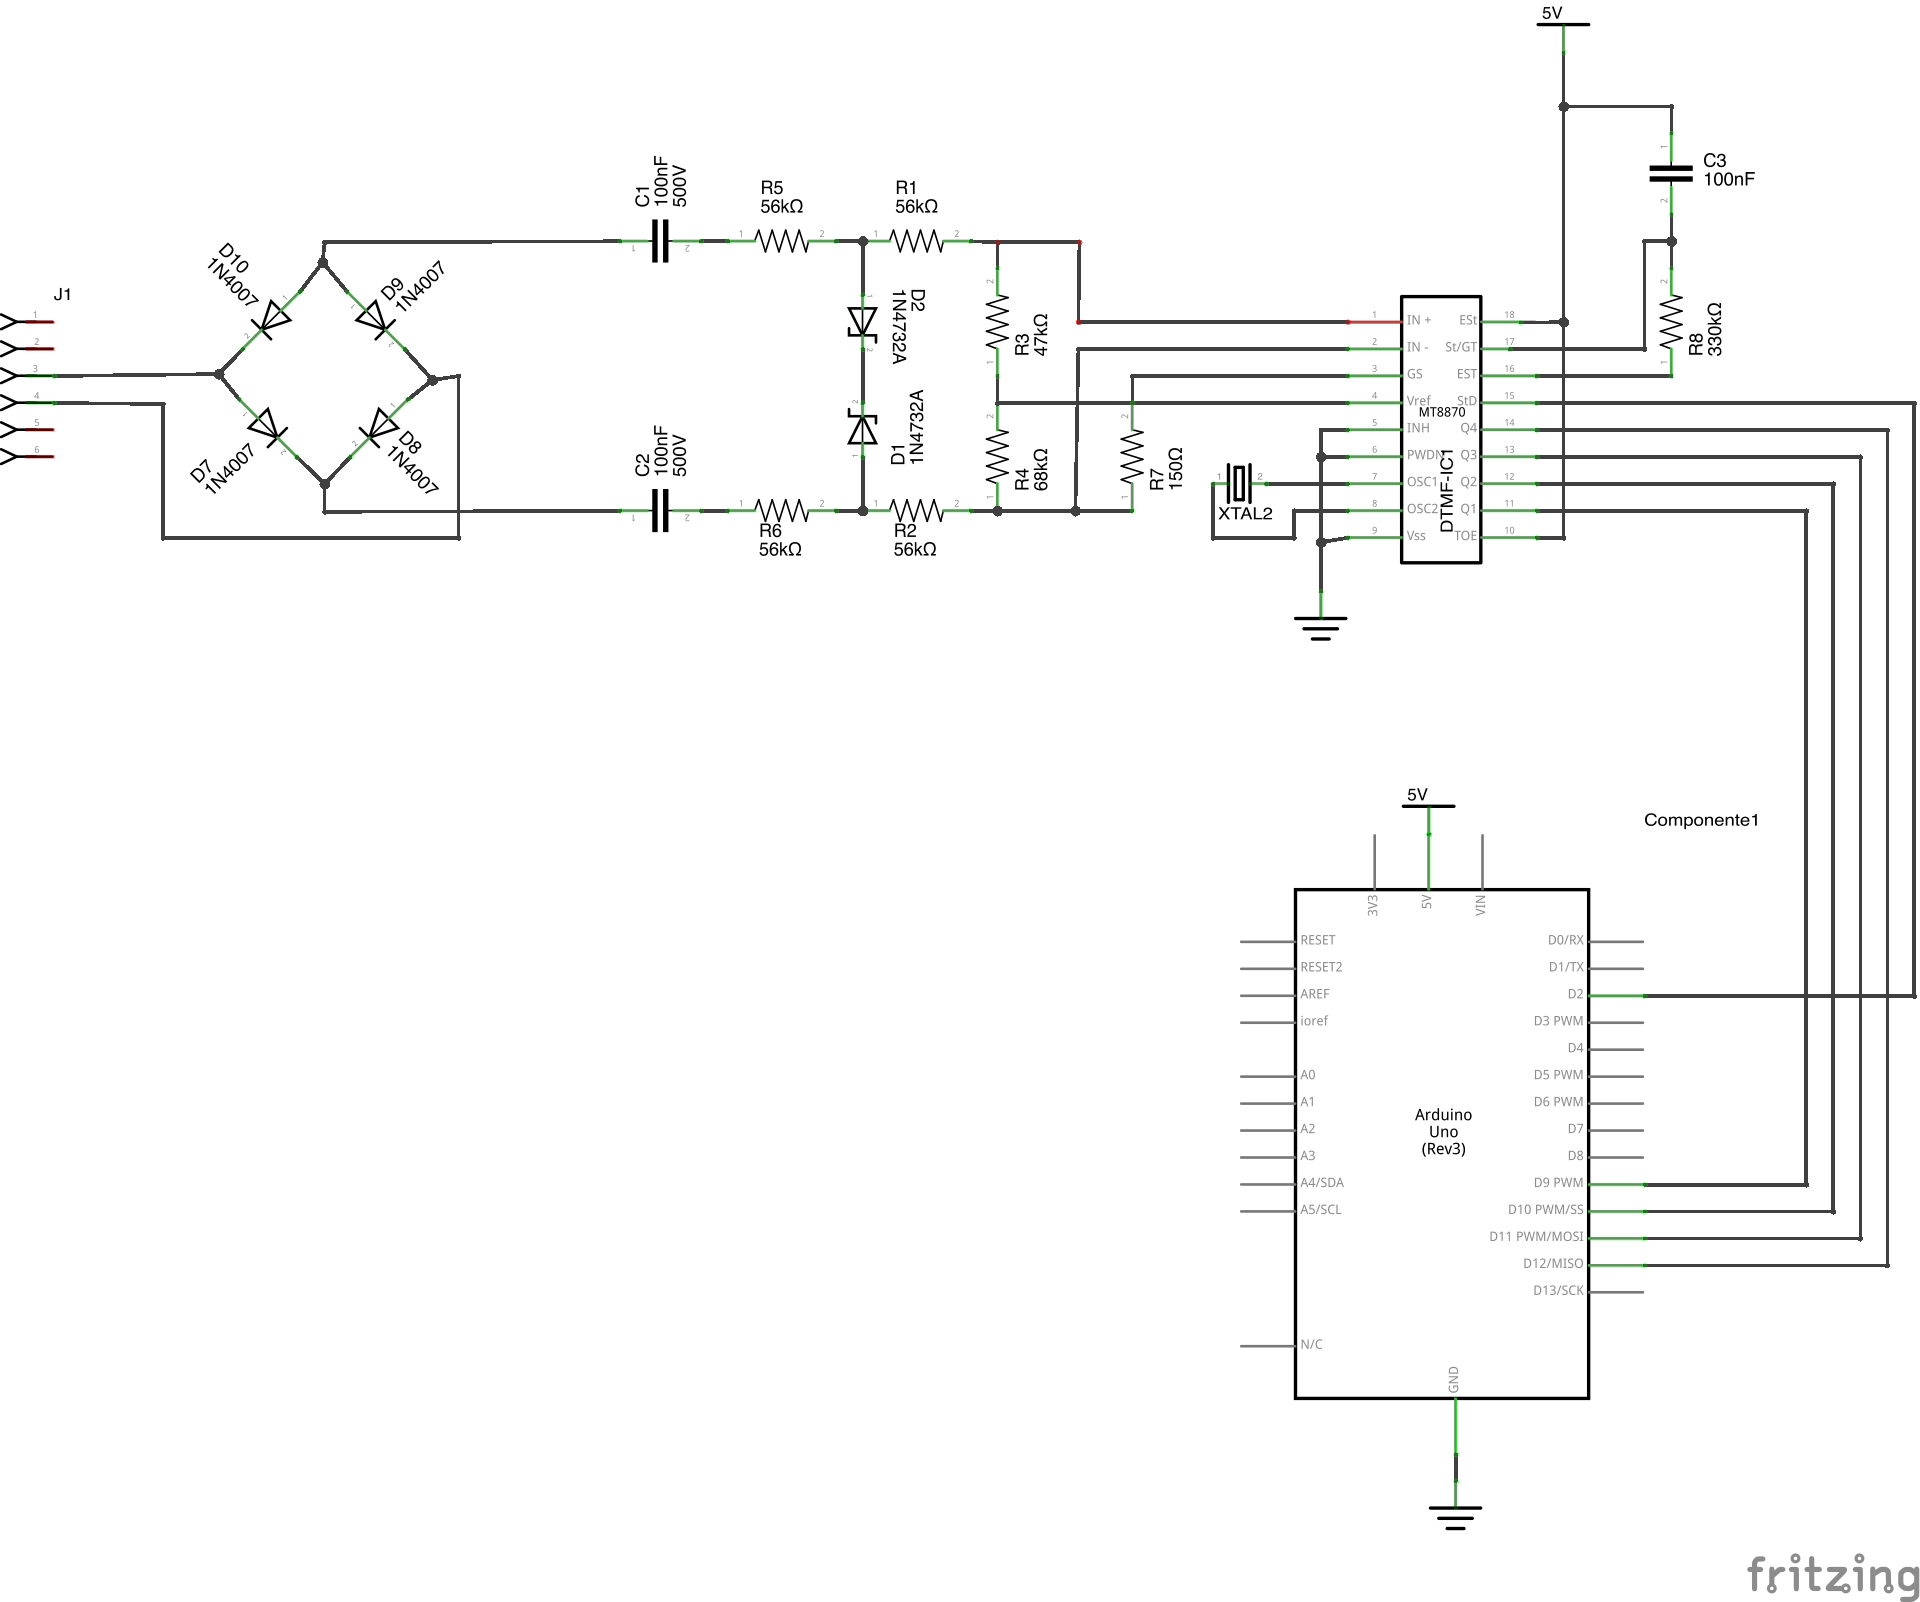 5V
C3
100nF
C1
100nF
500V
R5
56kΩ
R1
56kΩ
D10
1N4007
D9
1N4007
J1
1
2
3
4
5
6
D2
1N4732A
R3
47kΩ
R8
330kΩ
D7
1N4007
D8
1N4007
C2
100nF
500V
D1
1N4732A
R4
68kΩ
R7
150Ω
R6
56kΩ
R2
56kΩ
XTAL2
1 IN + ESt 18
2 IN - St/GT 17
3 GS EST 16
4 Vref StD 15
MT8870
5 INH Q4 14
6 PWDN Q3 13
7 OSC1 Q2 12
8 OSC2 Q1 11
9 Vss TOE 10
DTMF-IC1
5V
Componente1
3V3
5V
VIN
RESET
RESET2
AREF
ioref
A0
A1
A2
A3
A4/SDA
A5/SCL
N/C
Arduino
Uno
(Rev3)
D0/RX
D1/TX
D2
D3 PWM
D4
D5 PWM
D6 PWM
D7
D8
D9 PWM
D10 PWM/SS
D11 PWM/MOSI
D12/MISO
D13/SCK
GND
fritzing